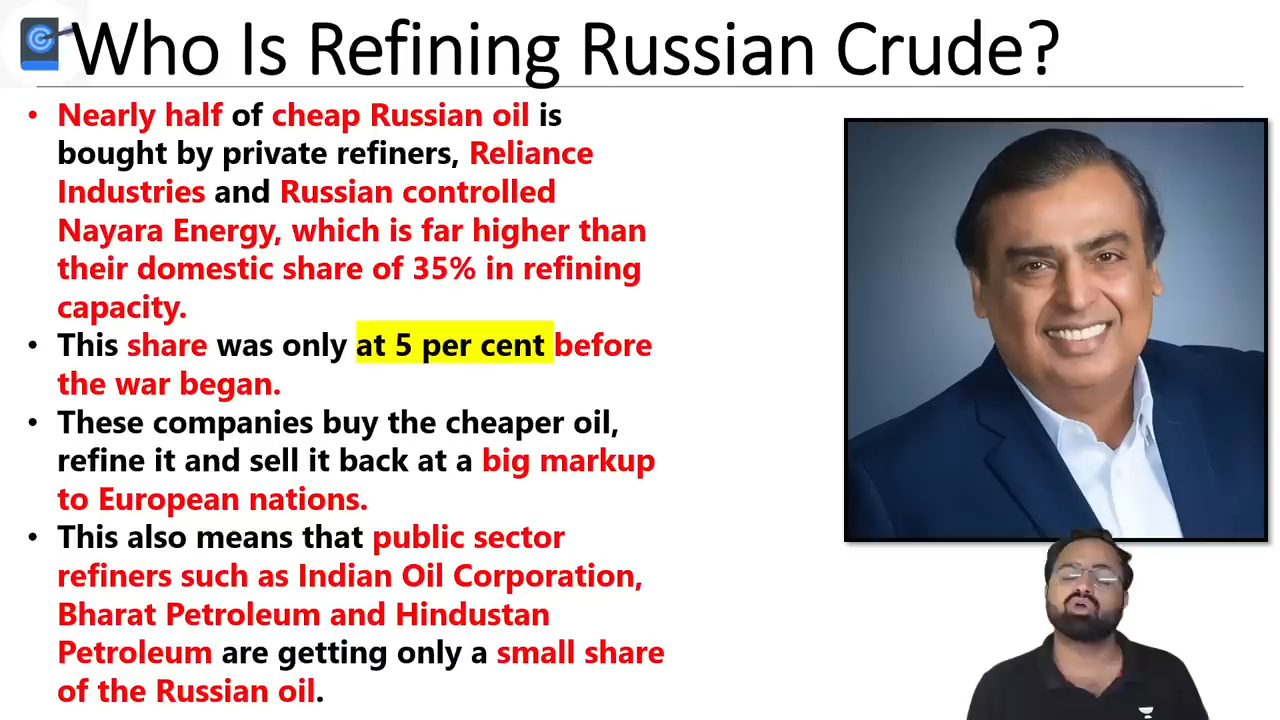 Who Is Refining Russian Crude?
• Nearly half of cheap Russian oil is
bought by private refiners, Reliance
Industries and Russian controlled
Nayara Energy, which is far higher than
their domestic share of 35% in refining
capacity.
• This share was only at 5 per cent before
the war began.
• These companies buy the cheaper oil,
refine it and sell it back at a big markup
to European nations.
• This also means that public sector
refiners such as Indian Oil Corporation,
Bharat Petroleum and Hindustan
Petroleum are getting only a small share
of the Russian oil.